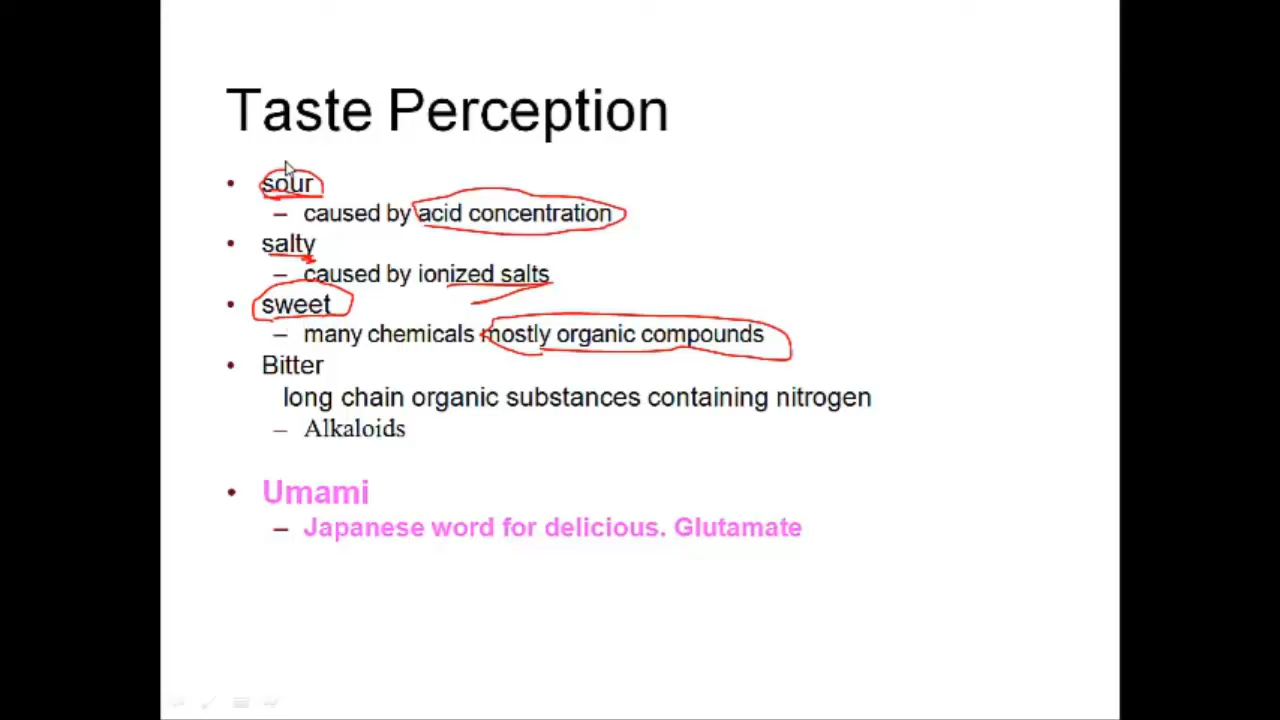 Taste Perception
• sour
– caused by acid concentration
• salty
– caused by ionized salts
• sweet
– many chemicals mostly organic compounds
• Bitter
long chain organic substances containing nitrogen
– Alkaloids
• Umami
– Japanese word for delicious. Glutamate